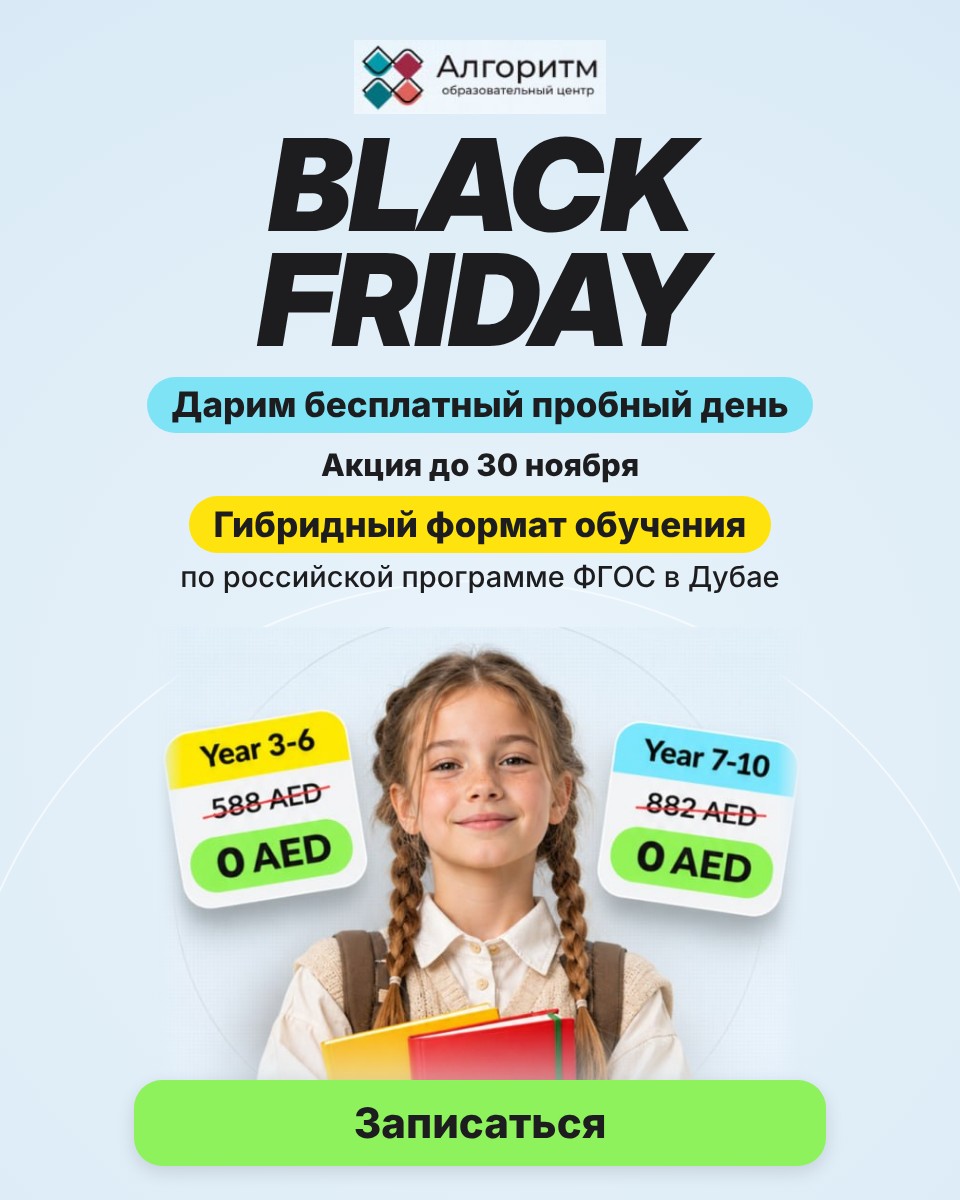 Алгоритм
образовательный центр
BLACK
FRIDAY
Дарим бесплатный пробный день
Акция до 30 ноября
Гибридный формат обучения
по российской программе ФГОС в Дубае
Year 3-6
588 AED
0 AED
Year 7-10
882 AED
0 AED
Записаться